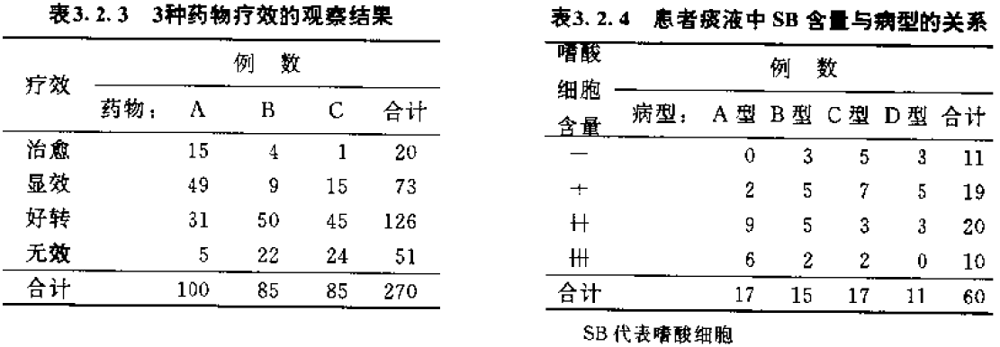 表3. 2. 3 3种药物疗效的观察结果
疗效 例 数
药物: A B C 合计
治愈 15 4 1 20
显效 49 9 15 73
好转 31 50 45 126
无效 5 22 24 51
合计 100 85 85 270
表3. 2. 4 患者痰液中 SB 含量与病型的关系
嗜酸
细胞
含量
例 数
病型: A 型 B 型 C 型 D 型 合计
— 0 3 5 3 11
+ 2 5 7 5 19
++ 9 5 3 3 20
+++ 6 2 2 0 10
合计 17 15 17 11 60
SB 代表嗜酸细胞